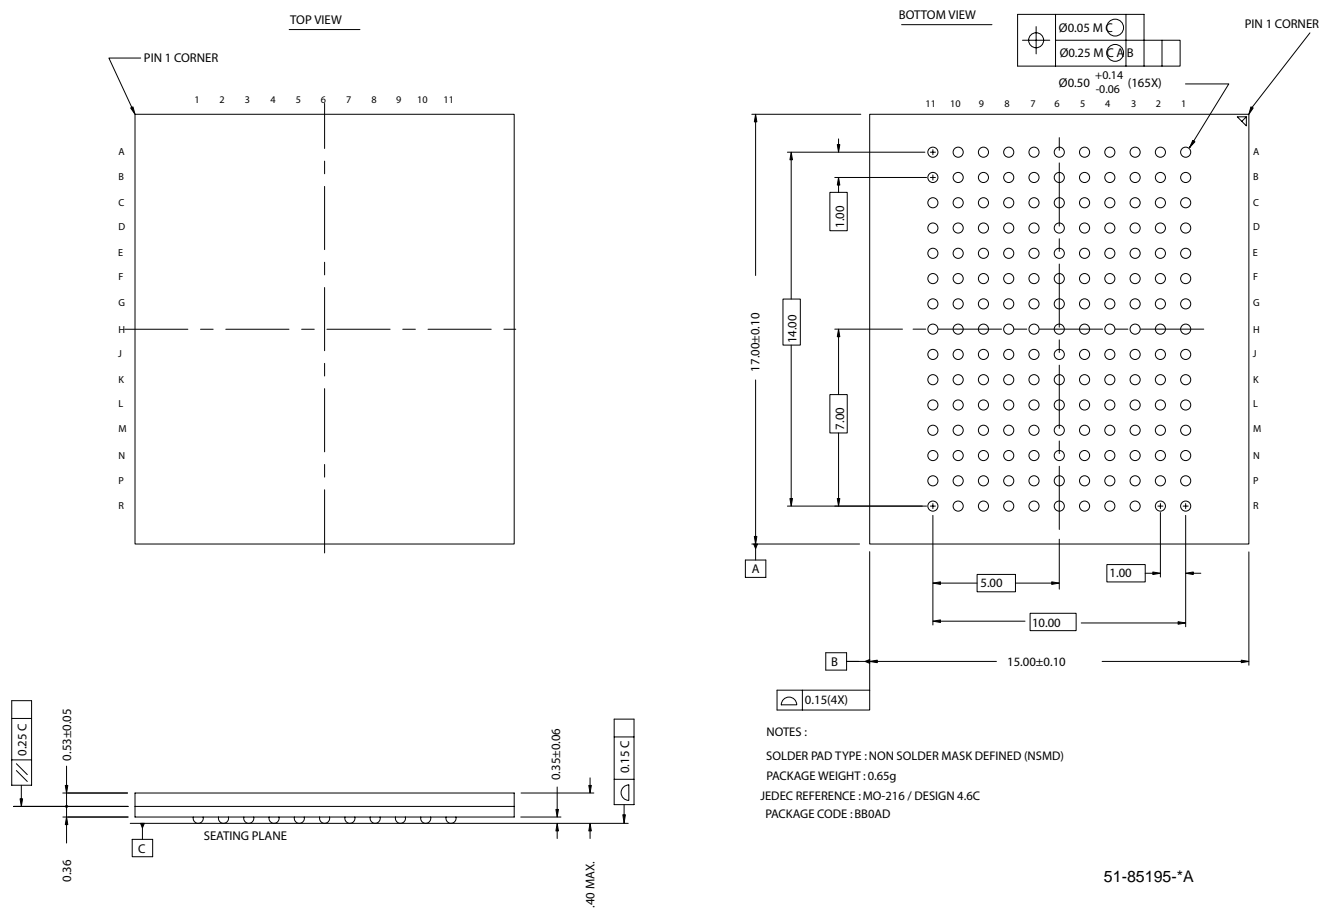 TOP VIEW
PIN 1 CORNER
1 2 3 4 5 6 7 8 9 10 11
A
B
C
D
E
F
G
H
J
K
L
M
N
P
R
BOTTOM VIEW
PIN 1 CORNER
Ø0.05 M C
Ø0.25 M C A B
Ø0.50 +0.14 -0.06 (165X)
11 10 9 8 7 6 5 4 3 2 1
A
B
C
D
E
F
G
H
J
K
L
M
N
P
R
1.00
14.00
17.00±0.10
7.00
A
5.00
1.00
10.00
B
15.00±0.10
0.15(4X)
0.25 C
0.53±0.05
0.35±0.06
0.15 C
SEATING PLANE
C
0.36
.40 MAX.
NOTES :
SOLDER PAD TYPE : NON SOLDER MASK DEFINED (NSMD)
PACKAGE WEIGHT : 0.65g
JEDEC REFERENCE : MO-216 / DESIGN 4.6C
PACKAGE CODE : BB0AD
51-85195-*A